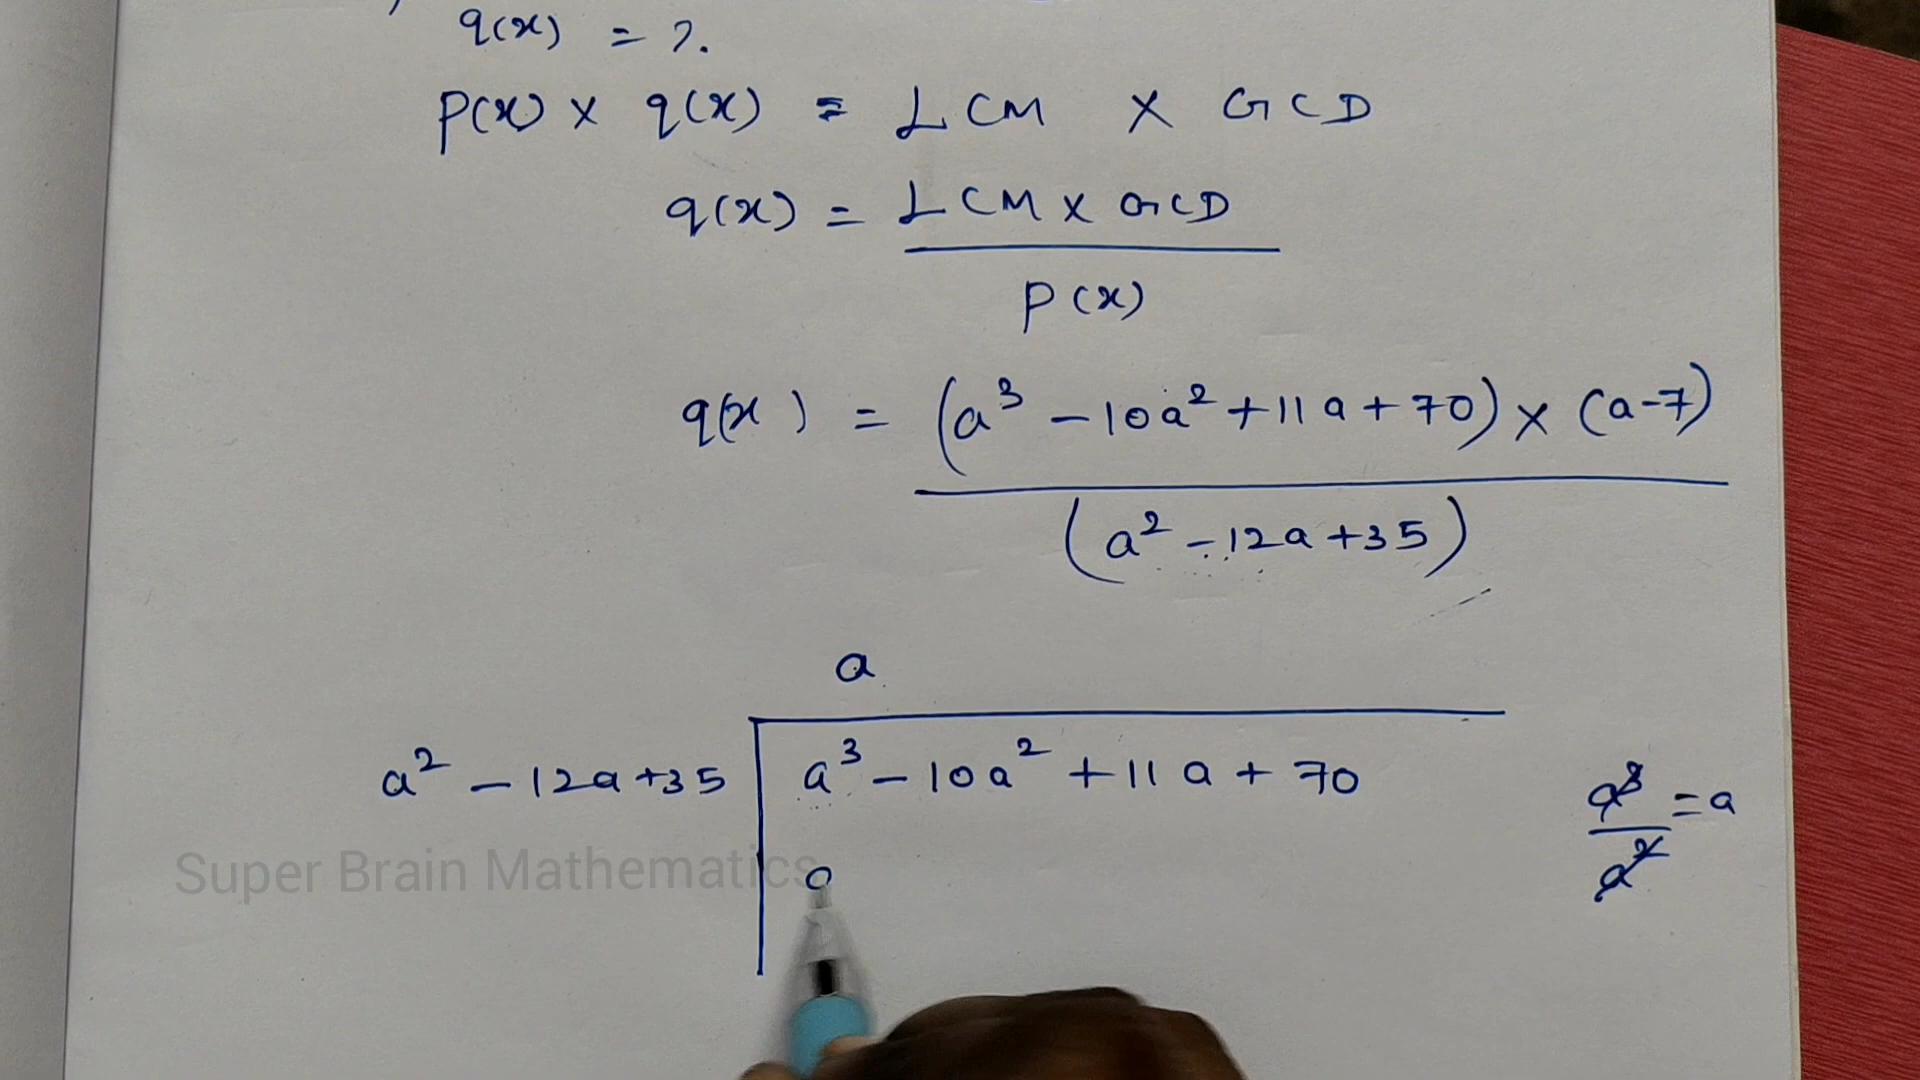 q(x) = ?.
P(x) × q(x) = LCM × GCD
q(x) = LCM × GCD
P(x)
q(x) = (a³ - 10a² + 11a + 70) × (a-7)
(a² - 12a + 35)
a
a² - 12a + 35 a³ - 10a² + 11a + 70
a³ = a
a²
Super Brain Mathematics
a